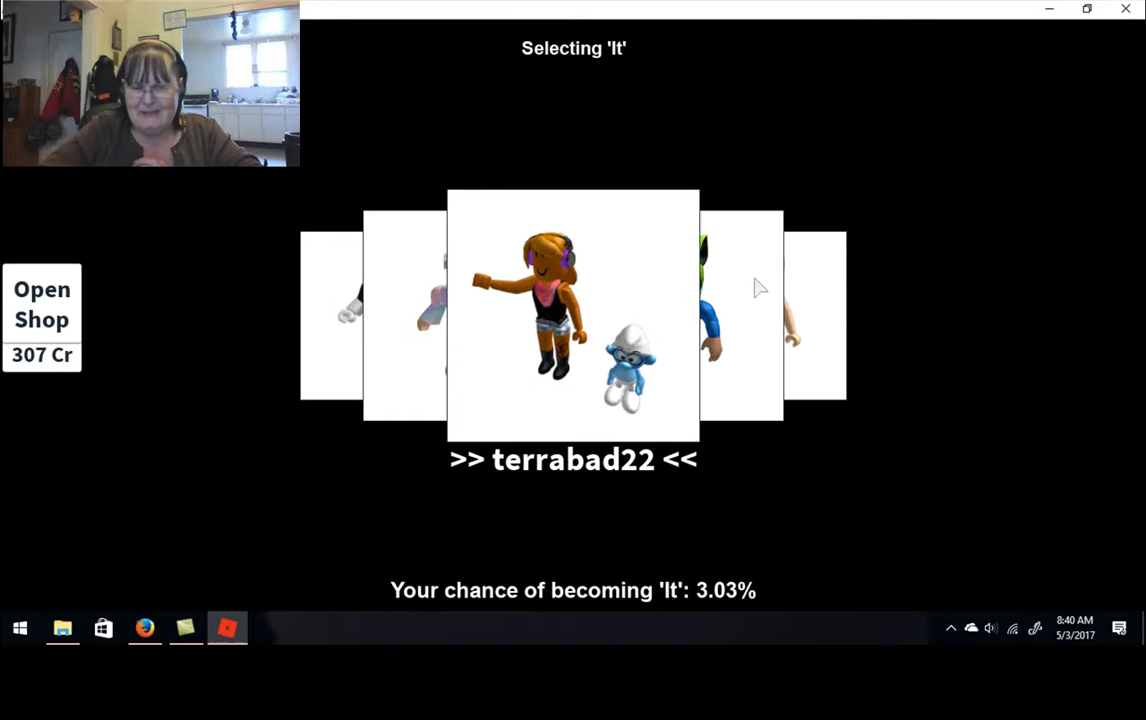 Selecting 'It'
Open
Shop
307 Cr
>> terrabad22 <<
Your chance of becoming 'It': 3.03%
8:40 AM
5/3/2017